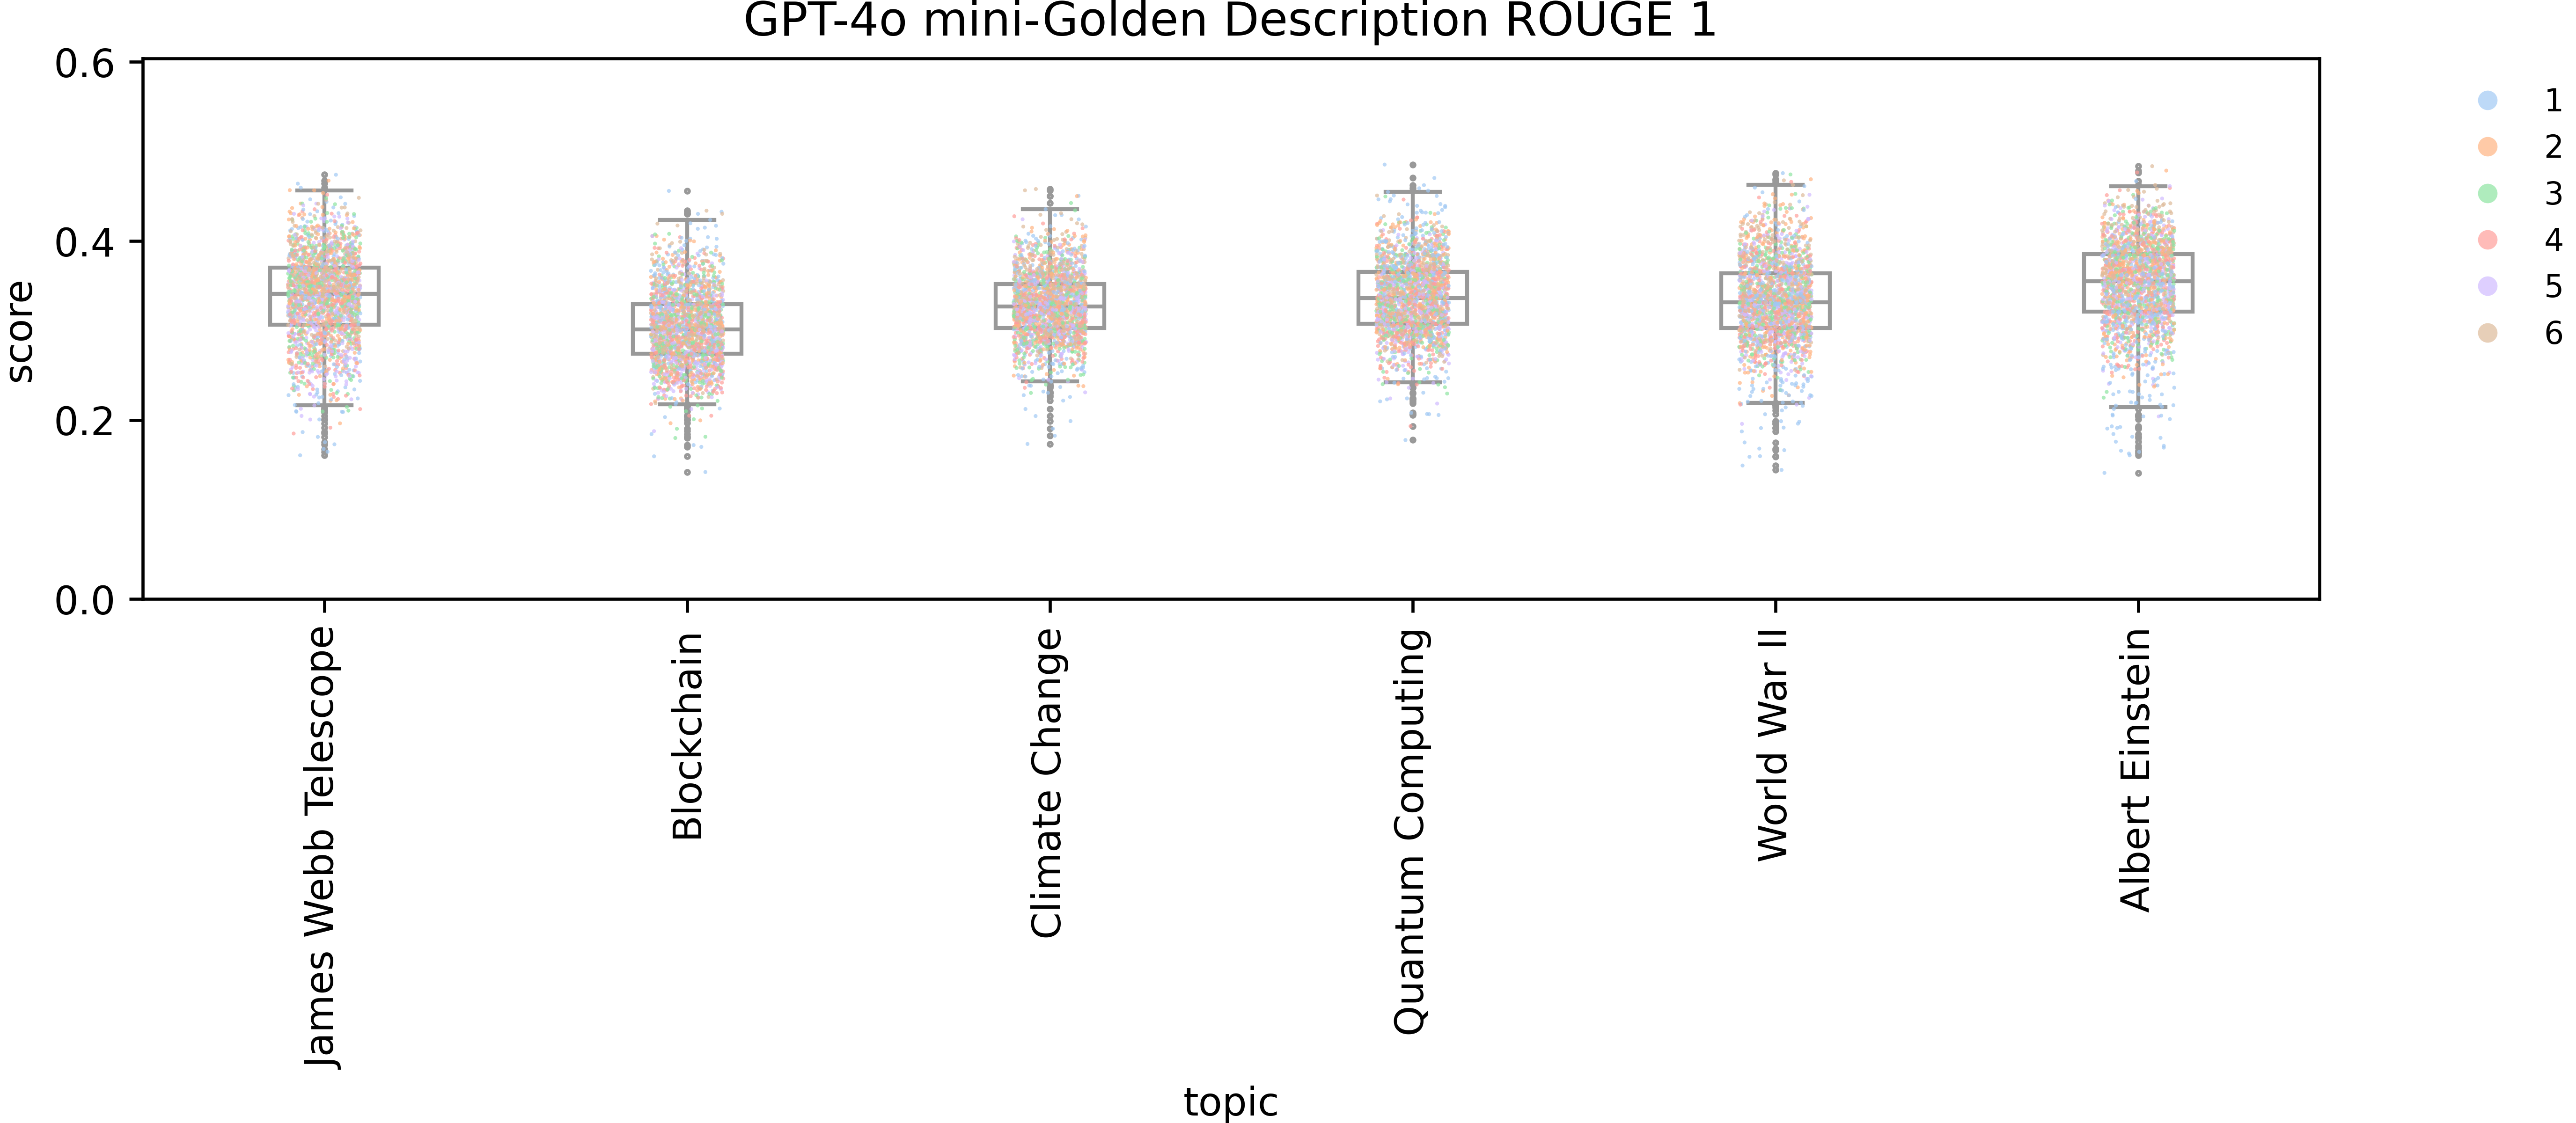 GPT-4o mini-Golden Description ROUGE 1
score
0.6
0.4
0.2
0.0
James Webb Telescope
Blockchain
Climate Change
Quantum Computing
World War II
Albert Einstein
topic
1
2
3
4
5
6